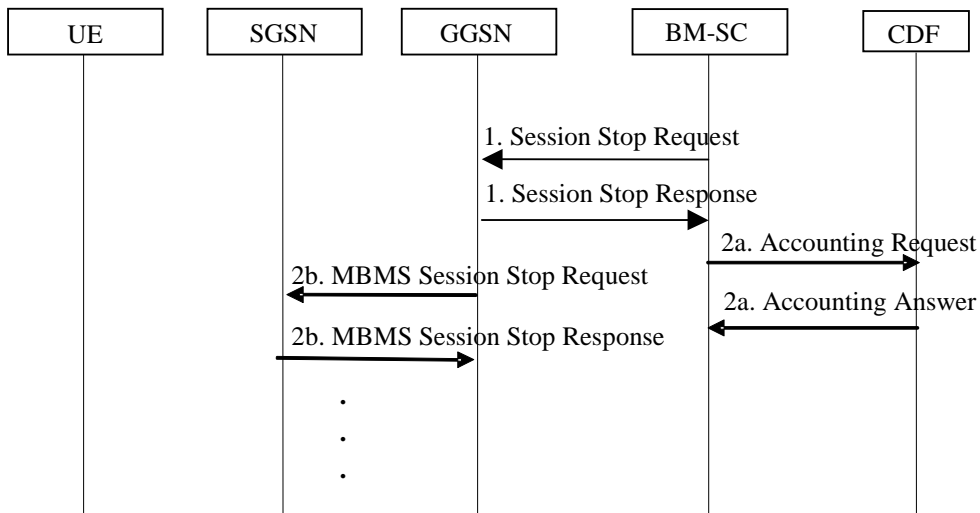 UE
SGSN
GGSN
BM-SC
CDF
1. Session Stop Request
1. Session Stop Response
2a. Accounting Request
2b. MBMS Session Stop Request
2a. Accounting Answer
2b. MBMS Session Stop Response